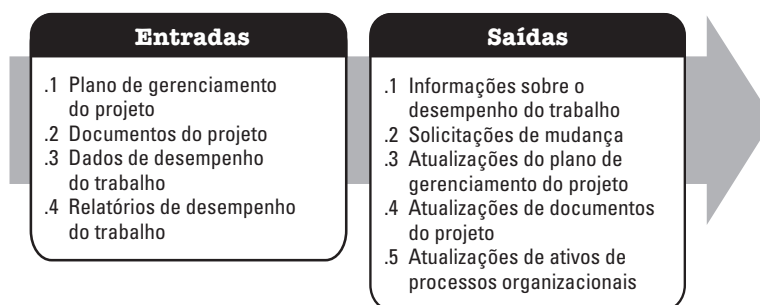 Entradas
.1 Plano de gerenciamento
do projeto
.2 Documentos do projeto
.3 Dados de desempenho
do trabalho
.4 Relatórios de desempenho
do trabalho
Saídas
.1 Informações sobre o
desempenho do trabalho
.2 Solicitações de mudança
.3 Atualizações do plano de
gerenciamento do projeto
.4 Atualizações de documentos
do projeto
.5 Atualizações de ativos de
processos organizacionais